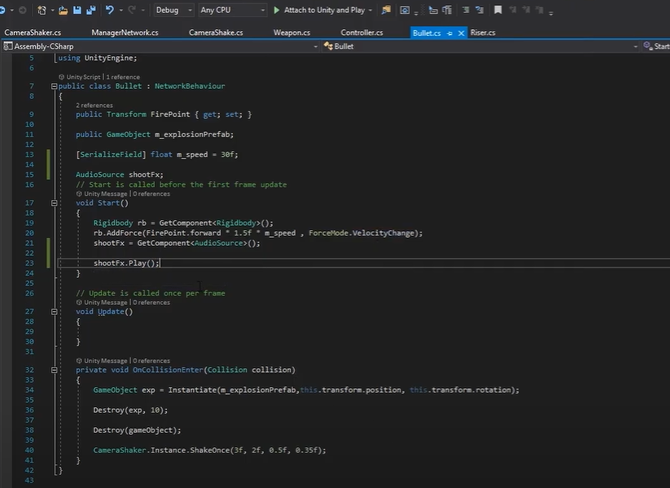 Debug Any CPU Attach to Unity and Play
CameraShaker.cs ManagerNetwork.cs CameraShake.cs Weapon.cs Controller.cs Bullet.cs Riser.cs
Assembly-CSharp Bullet Start
5 using UnityEngine;
6
Unity Script | 1 reference
7 public class Bullet : NetworkBehaviour
8 {
2 references
9 public Transform FirePoint { get; set; }
10
11 public GameObject m_explosionPrefab;
12
13 [SerializeField] float m_speed = 30f;
14
15 AudioSource shootFx;
16 // Start is called before the first frame update
Unity Message | 0 references
17 void Start()
18 {
19 Rigidbody rb = GetComponent<Rigidbody>();
20 rb.AddForce(FirePoint.forward * 1.5f * m_speed , ForceMode.VelocityChange);
21 shootFx = GetComponent<AudioSource>();
22
23 shootFx.Play();
24 }
25
26 // Update is called once per frame
Unity Message | 0 references
27 void Update()
28 {
29
30 }
31
Unity Message | 0 references
32 private void OnCollisionEnter(Collision collision)
33 {
34 GameObject exp = Instantiate(m_explosionPrefab,this.transform.position, this.transform.rotation);
35
36 Destroy(exp, 10);
37
38 Destroy(gameObject);
39
40 CameraShaker.Instance.ShakeOnce(3f, 2f, 0.5f, 0.35f);
41 }
42 }
43